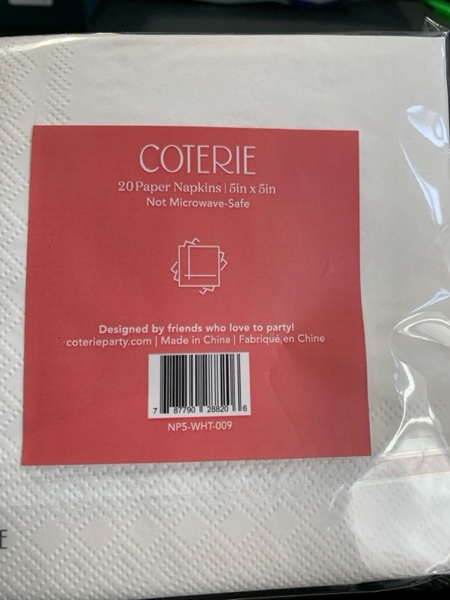 COTERIE
20 Paper Napkins | 5in x 5in
Not Microwave-Safe
Designed by friends who love to party!
coterieparty.com | Made in China | Fabriqué en Chine
7 87790 28820 6
NP5-WHT-009
E